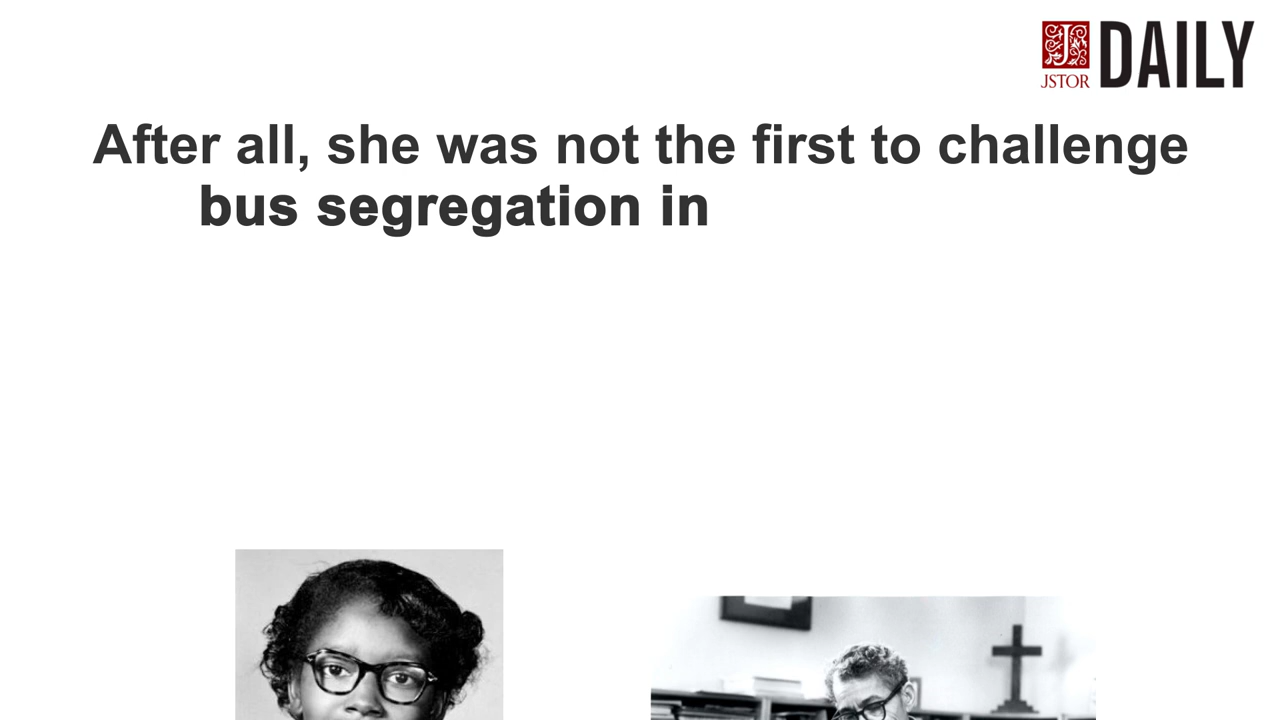 JSTOR DAILY
After all, she was not the first to challenge
bus segregation in